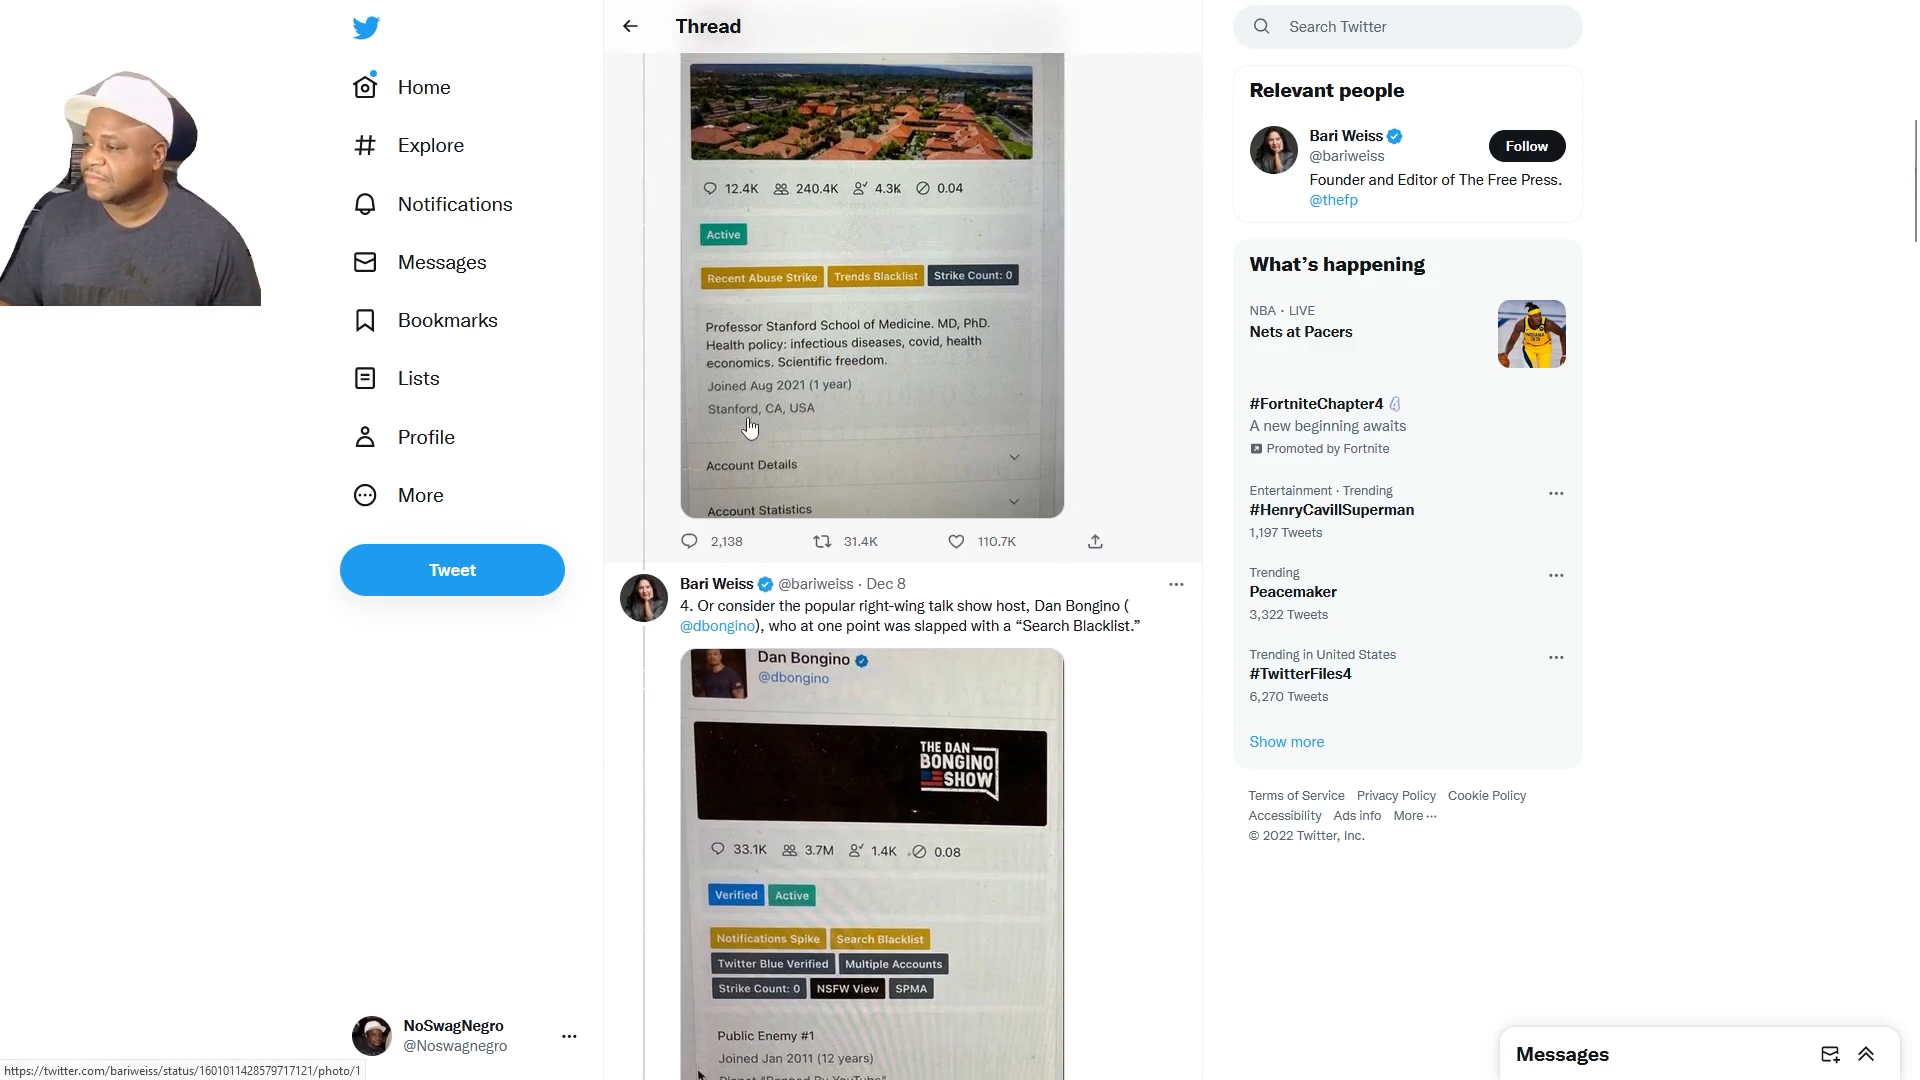 Thread
Home
Explore
Notifications
Messages
Bookmarks
Lists
Profile
More
Tweet
NoSwagNegro
@Noswagnegro
https://twitter.com/bariweiss/status/1601011428579717121/photo/1
12.4K 240.4K 4.3K 0.04
Active
Recent Abuse Strike Trends Blacklist Strike Count: 0
Professor Stanford School of Medicine. MD, PhD.
Health policy: infectious diseases, covid, health
economics. Scientific freedom.
Joined Aug 2021 (1 year)
Stanford, CA, USA
Account Details
Account Statistics
2,138 31.4K 110.7K
Bari Weiss @bariweiss · Dec 8
4. Or consider the popular right-wing talk show host, Dan Bongino (
@dbongino), who at one point was slapped with a “Search Blacklist.”
Dan Bongino
@dbongino
THE DAN
BONGINO
SHOW
33.1K 3.7M 1.4K 0.08
Verified Active
Notifications Spike Search Blacklist
Twitter Blue Verified Multiple Accounts
Strike Count: 0 NSFW View SPMA
Public Enemy #1
Joined Jan 2011 (12 years)
Planet "Banned By YouTube"
Search Twitter
Relevant people
Bari Weiss
@bariweiss
Follow
Founder and Editor of The Free Press.
@thefp
What’s happening
NBA · LIVE
Nets at Pacers
#FortniteChapter4
A new beginning awaits
Promoted by Fortnite
Entertainment · Trending
#HenryCavillSuperman
1,197 Tweets
Trending
Peacemaker
3,322 Tweets
Trending in United States
#TwitterFiles4
6,270 Tweets
Show more
Terms of Service Privacy Policy Cookie Policy
Accessibility Ads info More ···
© 2022 Twitter, Inc.
Messages